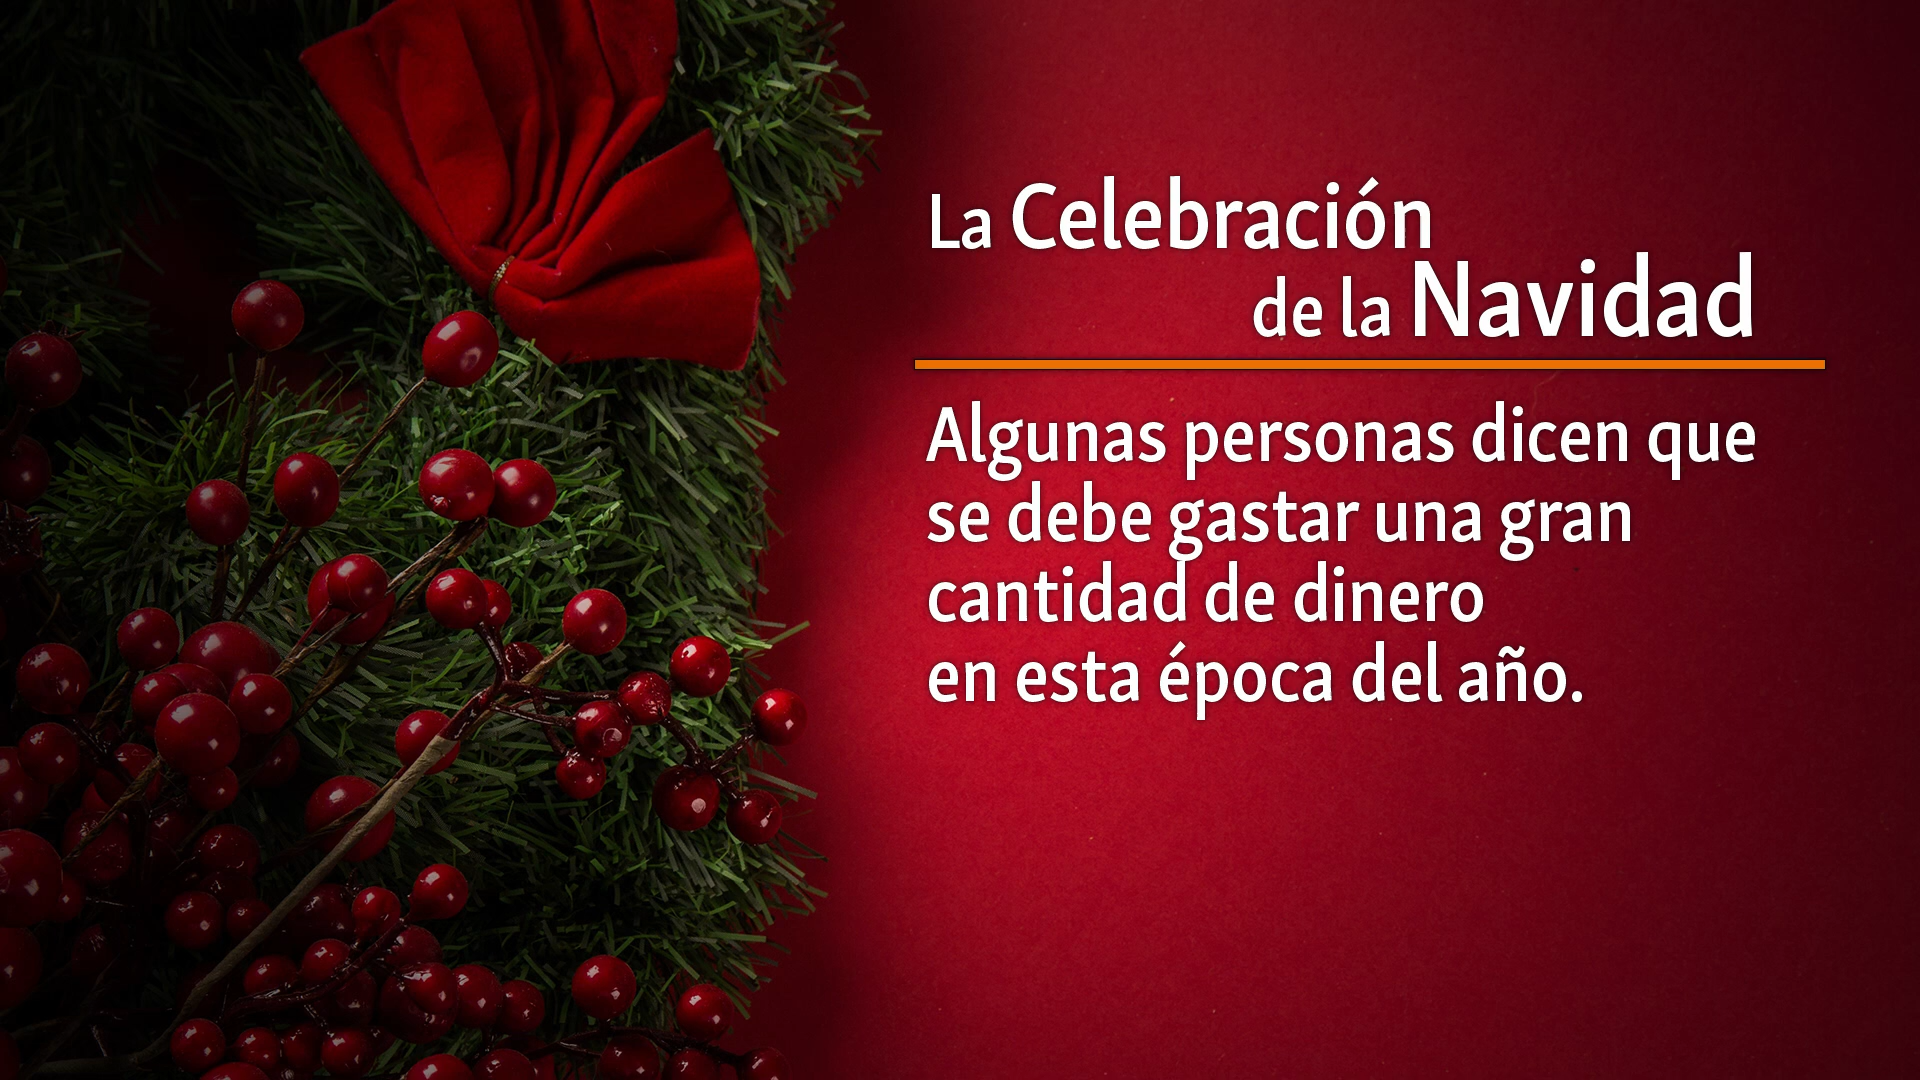 La Celebración
de la Navidad
Algunas personas dicen que
se debe gastar una gran
cantidad de dinero
en esta época del año.